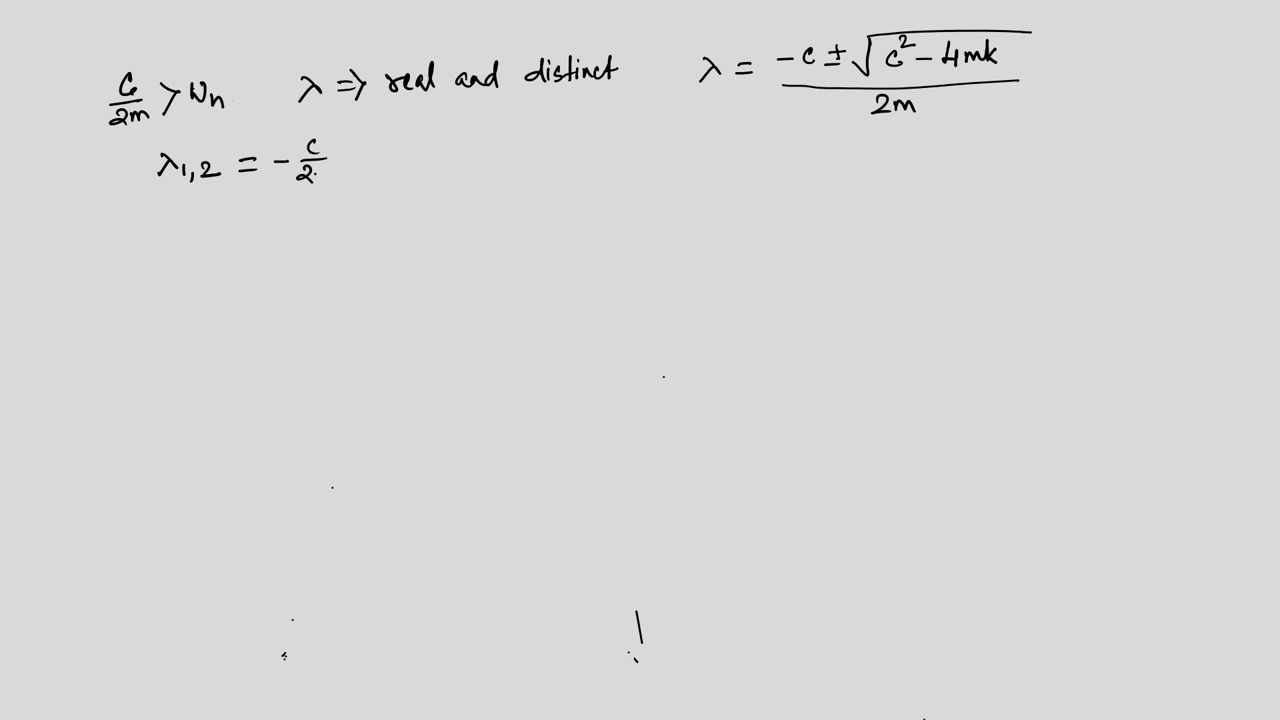 c/2m > ωn λ ⇒ real and distinct λ = (-c ± √(c² - 4mk))/2m
λ1,2 = - c/2